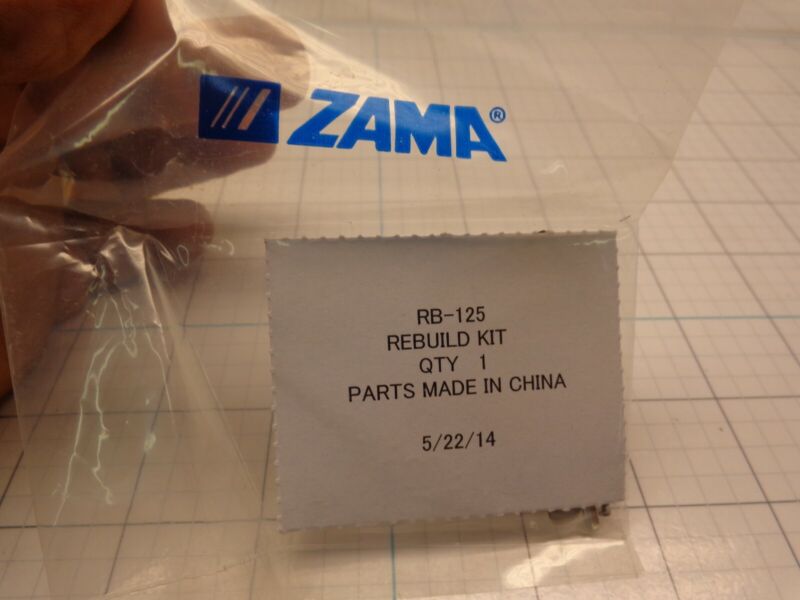 ZAMA®
RB-125
REBUILD KIT
QTY 1
PARTS MADE IN CHINA
5/22/14